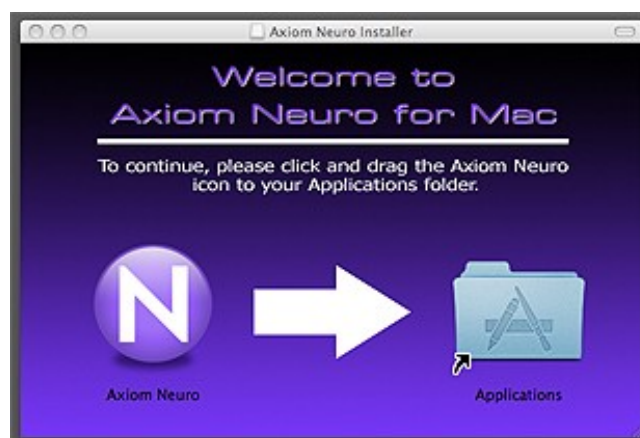 Axiom Neuro Installer
Welcome to
Axiom Neuro for Mac
To continue, please click and drag the Axiom Neuro
icon to your Applications folder.
N
Axiom Neuro
Applications